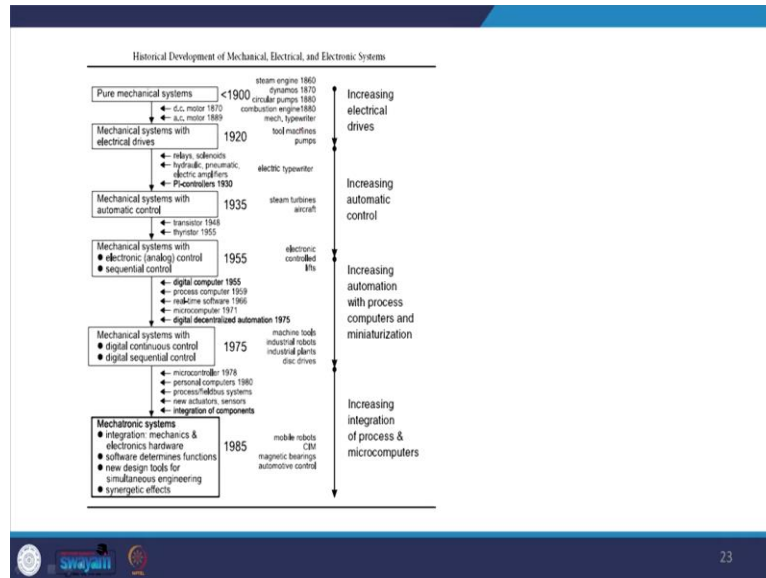 Historical Development of Mechanical, Electrical, and Electronic Systems
Pure mechanical systems
<1900
steam engine 1860
dynamos 1870
circular pumps 1880
combustion engine1880
mech, typewriter
d.c, motor 1870
a.c, motor 1889
Increasing
electrical
drives
Mechanical systems with
electrical drives
1920
tool machines
pumps
relays, solenoids
hydraulic, pneumatic,
electric amplifiers
PI-controllers 1930
electric typewriter
Increasing
automatic
control
Mechanical systems with
automatic control
1935
steam turbines
aircraft
transistor 1948
thyristor 1955
Mechanical systems with
● electronic (analog) control
● sequential control
1955
electronic
controlled
lifts
digital computer 1955
process computer 1959
real-time software 1966
microcomputer 1971
digital decentralized automation 1975
Increasing
automation
with process
computers and
miniaturization
Mechanical systems with
● digital continuous control
● digital sequential control
1975
machine tools
industrial robots
industrial plants
disc drives
microcontroller 1978
personal computers 1980
process/fieldbus systems
new actuators, sensors
integration of components
Increasing
integration
of process &
microcomputers
Mechatronic systems
● integration: mechanics &
electronics hardware
● software determines functions
● new design tools for
simultaneous engineering
● synergetic effects
1985
mobile robots
CIM
magnetic bearings
automotive control
swayam
23